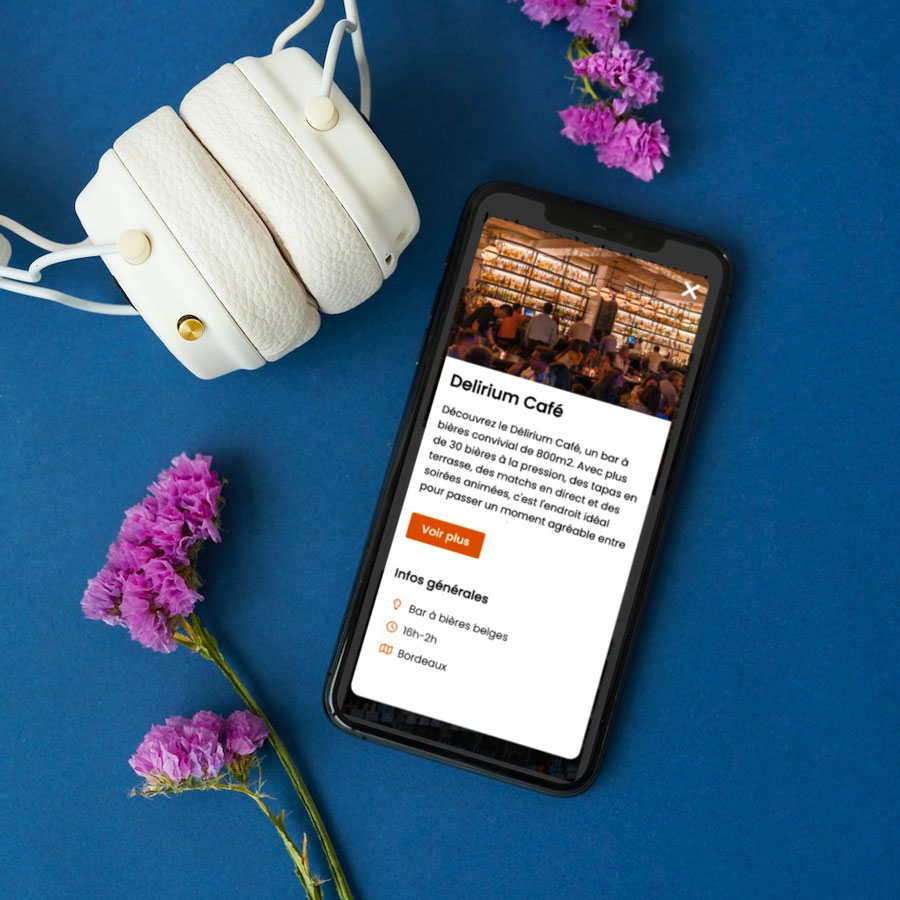 Delirium Café
Découvrez le Délirium Café, un bar à
bières convivial de 800m2. Avec plus
de 30 bières à la pression, des tapas en
terrasse, des matchs en direct et des
soirées animées, c'est l'endroit idéal
pour passer un moment agréable entre
Voir plus
Infos générales
Bar à bières belges
16h-2h
Bordeaux